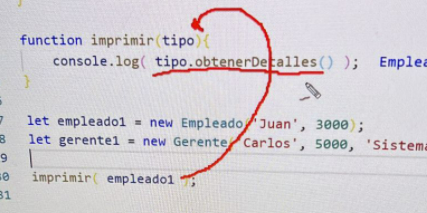 function imprimir(tipo){
console.log( tipo.obtenerDetalles() ); Emplea
}
let empleado1 = new Empleado('Juan', 3000);
let gerente1 = new Gerente( Carlos', 5000, 'Sistema
imprimir( empleado1 );